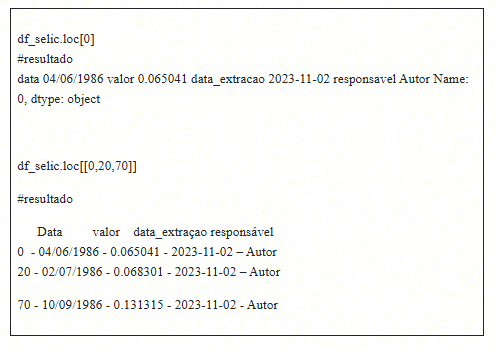 df_selic.loc[0]
#resultado
data 04/06/1986 valor 0.065041 data_extracao 2023-11-02 responsavel Autor Name:
0, dtype: object
df_selic.loc[[0,20,70]]
#resultado
Data valor data_extraçao responsável
0 - 04/06/1986 - 0.065041 - 2023-11-02 – Autor
20 - 02/07/1986 - 0.068301 - 2023-11-02 – Autor
70 - 10/09/1986 - 0.131315 - 2023-11-02 - Autor